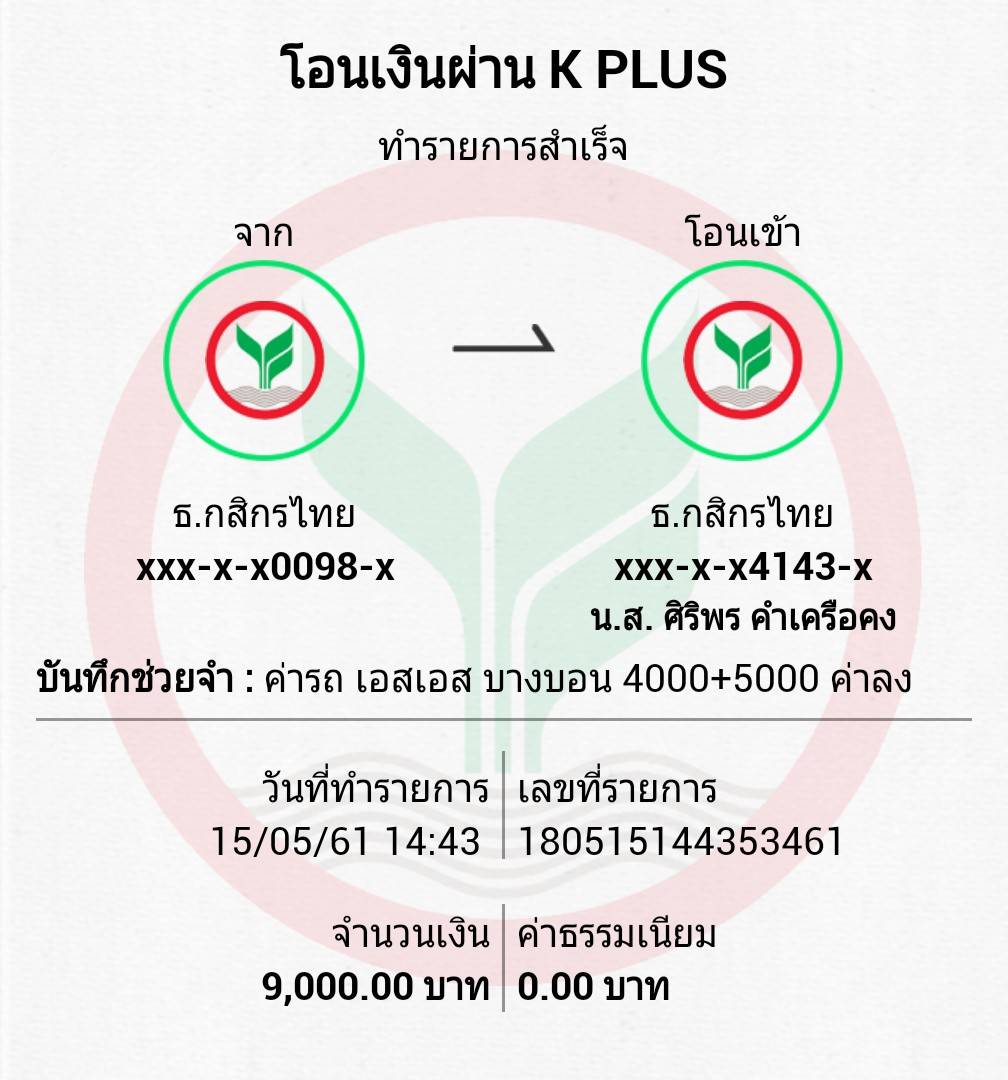 โอนเงินผ่าน K PLUS
ทำรายการสำเร็จ
จาก
โอนเข้า
ธ.กสิกรไทย
xxx-x-x0098-x
ธ.กสิกรไทย
xxx-x-x4143-x
น.ส. ศิริพร คำเครือคง
บันทึกช่วยจำ : ค่ารถ เอสเอส บางบอน 4000+5000 ค่าลง
วันที่ทำรายการ
15/05/61 14:43
เลขที่รายการ
180515144353461
จำนวนเงิน
9,000.00 บาท
ค่าธรรมเนียม
0.00 บาท